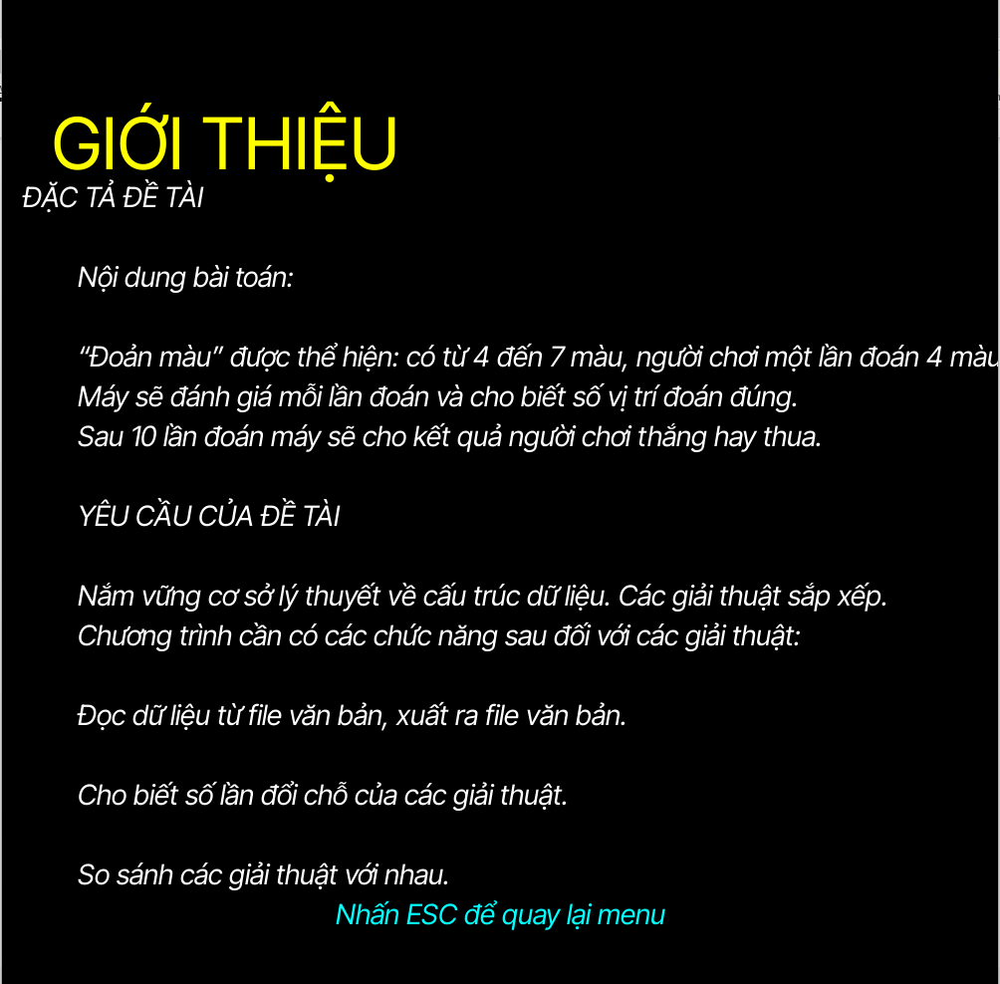 GIỚI THIỆU
ĐẶC TẢ ĐỀ TÀI
Nội dung bài toán:
“Đoản màu” được thể hiện: có từ 4 đến 7 màu, người chơi một lần đoán 4 màu
Máy sẽ đánh giá mỗi lần đoán và cho biết số vị trí đoán đúng.
Sau 10 lần đoán máy sẽ cho kết quả người chơi thắng hay thua.
YÊU CẦU CỦA ĐỀ TÀI
Nắm vững cơ sở lý thuyết về cấu trúc dữ liệu. Các giải thuật sắp xếp.
Chương trình cần có các chức năng sau đối với các giải thuật:
Đọc dữ liệu từ file văn bản, xuất ra file văn bản.
Cho biết số lần đổi chỗ của các giải thuật.
So sánh các giải thuật với nhau.
Nhấn ESC để quay lại menu